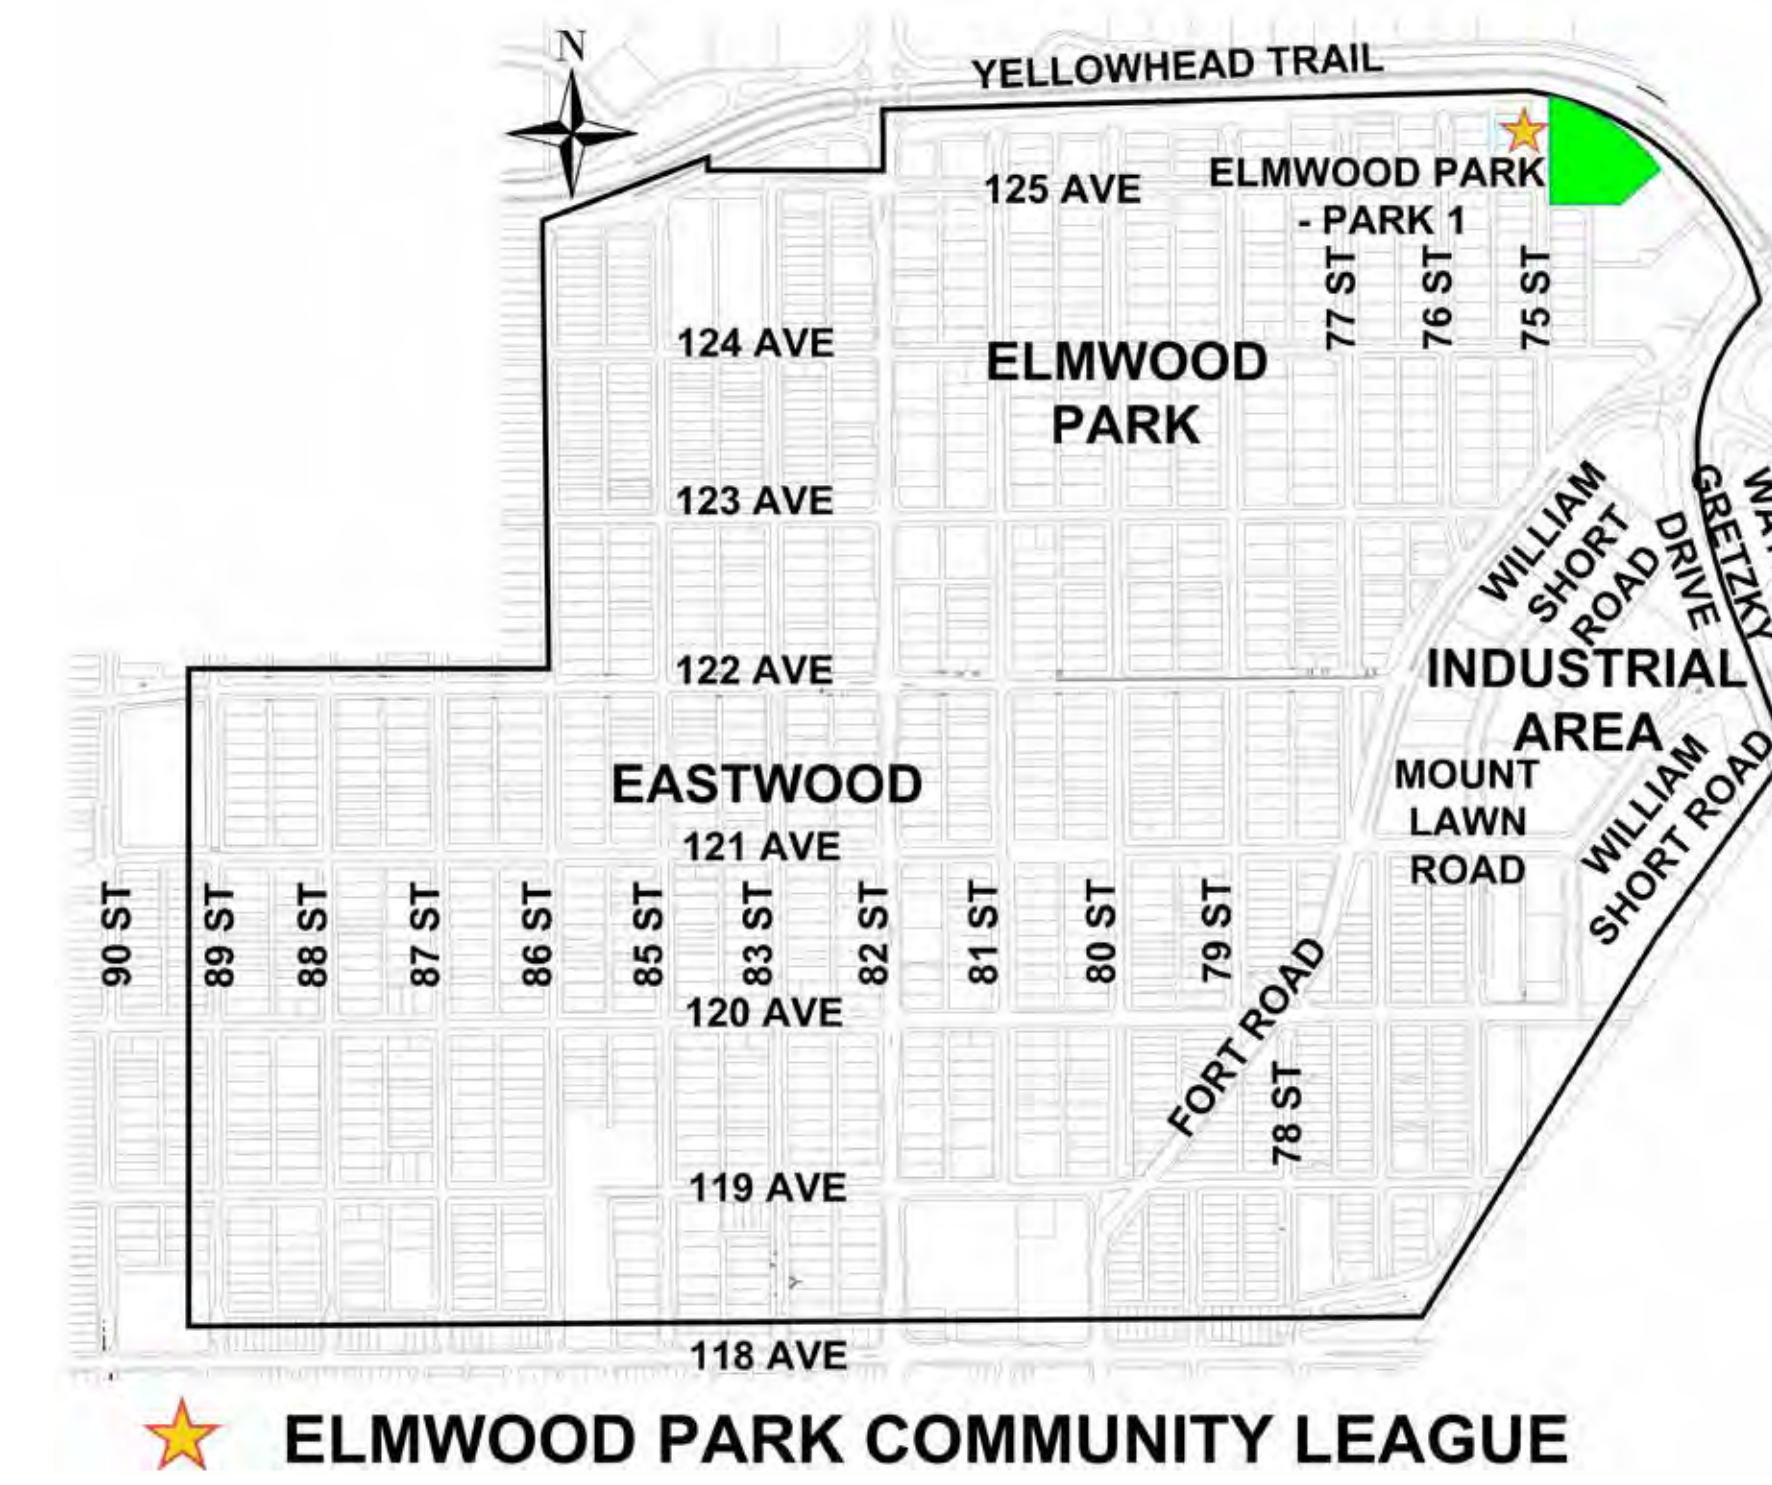 N
YELLOWHEAD TRAIL
125 AVE
ELMWOOD PARK
- PARK 1
77 ST
76 ST
75 ST
124 AVE
ELMWOOD
PARK
123 AVE
WILLIAM
SHORT
ROAD
GRETZKY
DRIVE
122 AVE
INDUSTRIAL
AREA
EASTWOOD
MOUNT
LAWN
ROAD
WILLIAM
SHORT ROAD
121 AVE
90 ST
89 ST
88 ST
87 ST
86 ST
85 ST
83 ST
82 ST
81 ST
80 ST
79 ST
FORT ROAD
120 AVE
78 ST
119 AVE
118 AVE
ELMWOOD PARK COMMUNITY LEAGUE